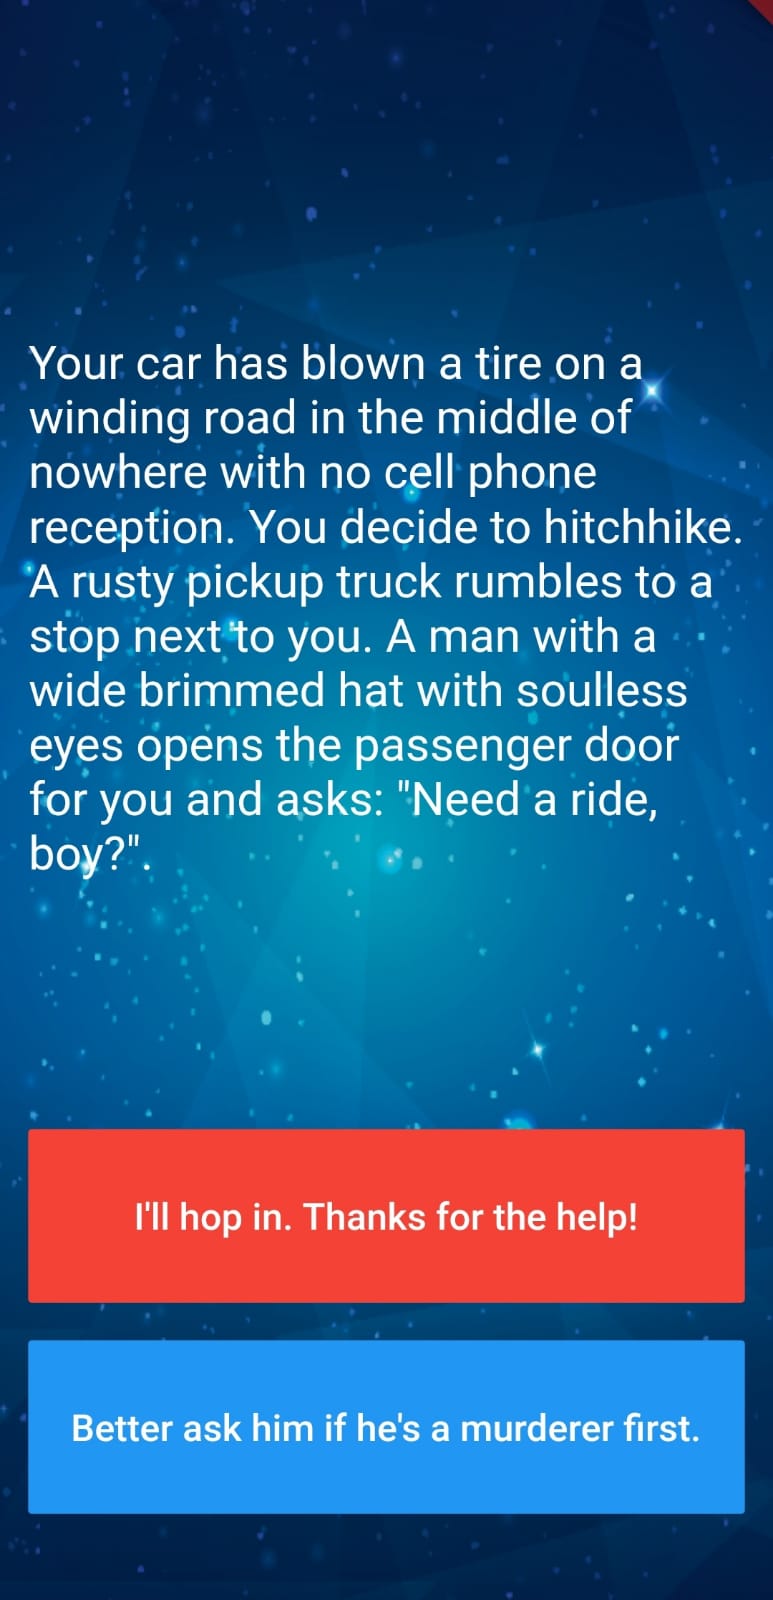 Your car has blown a tire on a
winding road in the middle of
nowhere with no cell phone
reception. You decide to hitchhike.
A rusty pickup truck rumbles to a
stop next to you. A man with a
wide brimmed hat with soulless
eyes opens the passenger door
for you and asks: "Need a ride,
boy?".
I'll hop in. Thanks for the help!
Better ask him if he's a murderer first.